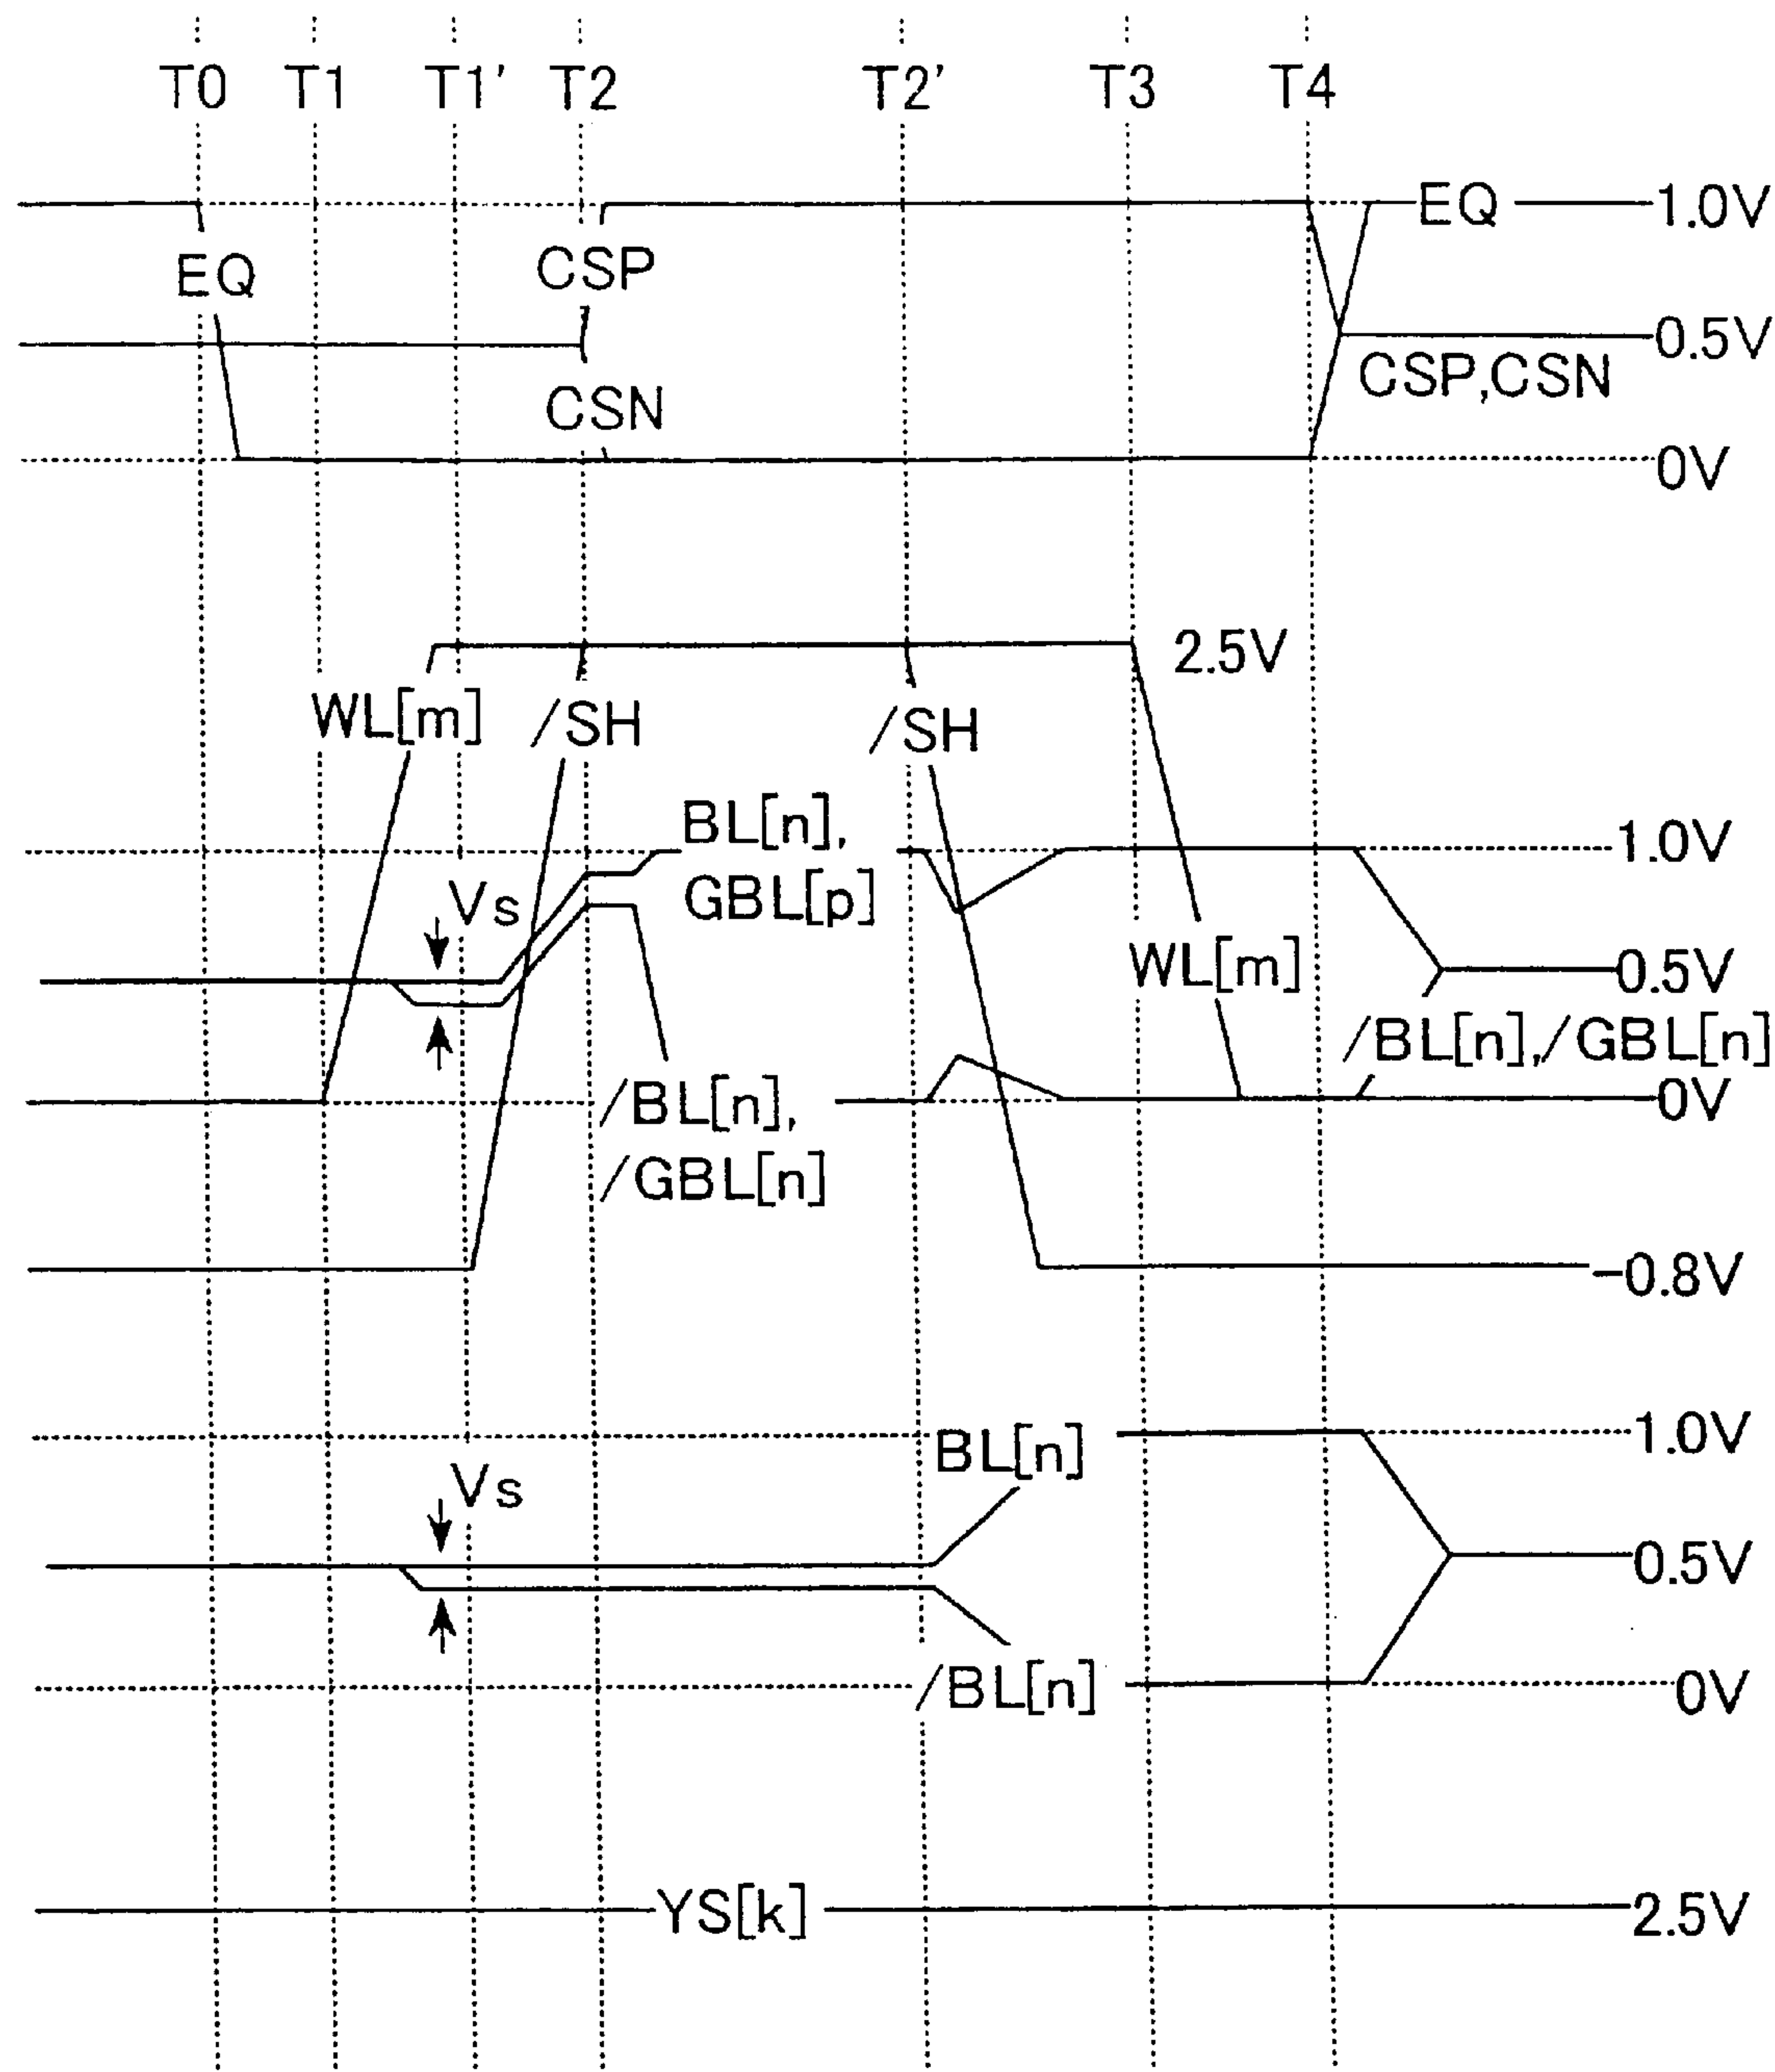 T0 T1 T1' T2 T2' T3 T4
EQ 1.0V
EQ CSP
0.5V
CSN CSP,CSN
0V
2.5V
WL[m] /SH /SH
BL[n],
1.0V
GBL[p]
Vs
WL[m] 0.5V
/BL[n],/GBL[n]
/BL[n], 0V
/GBL[n]
-0.8V
BL[n] 1.0V
Vs
0.5V
/BL[n] 0V
YS[k] 2.5V